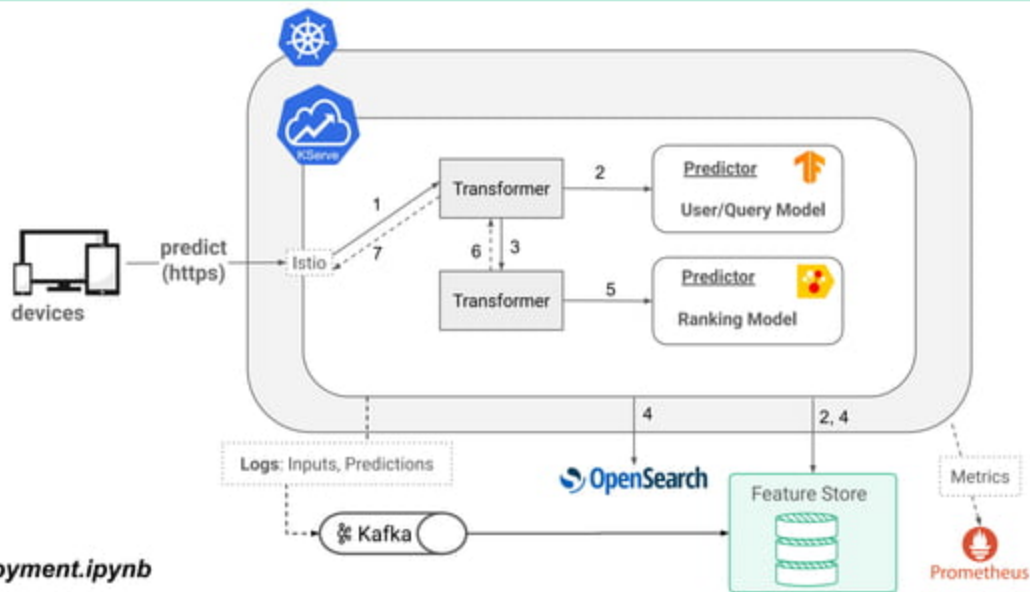 KServe
Transformer
2
Predictor
User/Query Model
1
7
6
3
predict
(https)
Istio
devices
Transformer
5
Predictor
Ranking Model
4
2, 4
Logs: Inputs, Predictions
OpenSearch
Feature Store
Metrics
Kafka
Prometheus
oyment.ipynb